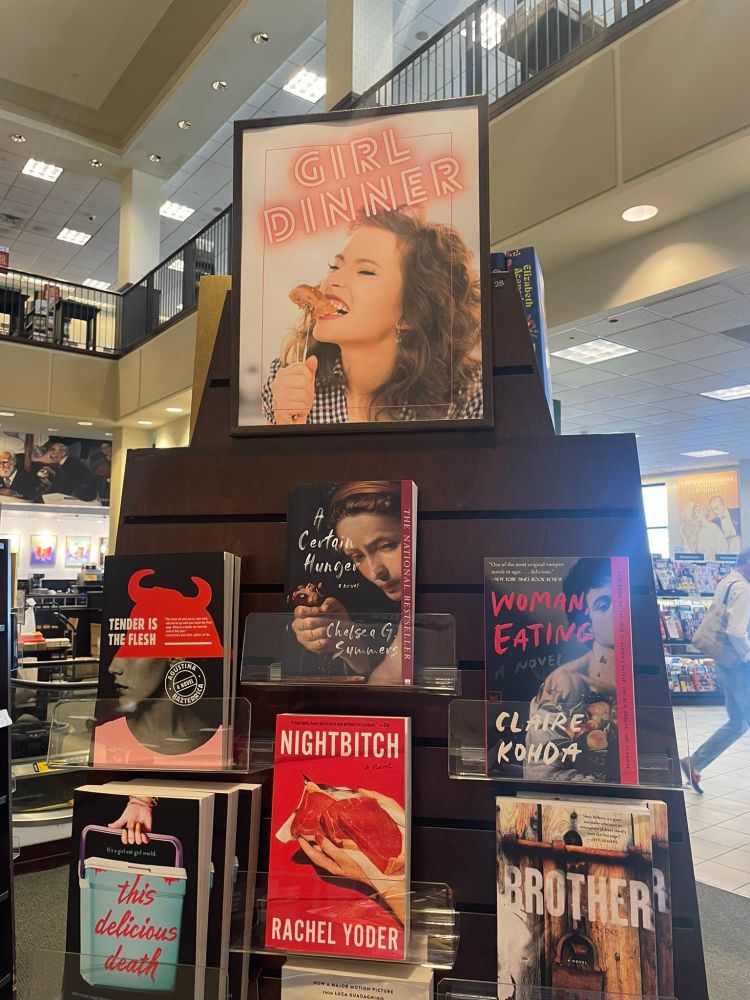 GIRL
DINNER
28.
Elizabeth
A
Certain
Hunger
a novel
Chelsea G.
Summers
THE NATIONAL BESTSELLER
TENDER IS
THE FLESH
A NOVEL
AGUSTINA
BAZTERRICA
"One of the most original vampire
novels in ages . . . delicious."
—NEW YORK TIMES BOOK REVIEW
WOMAN,
EATING
A NOVEL
CLAIRE
KOHDA
NIGHTBITCH
a Novel
RACHEL YODER
It's a girl eat girl world.
this
delicious
death
BROTHER
A NOVEL
NOW A MAJOR MOTION PICTURE
FROM LUCA GUADAGNINO